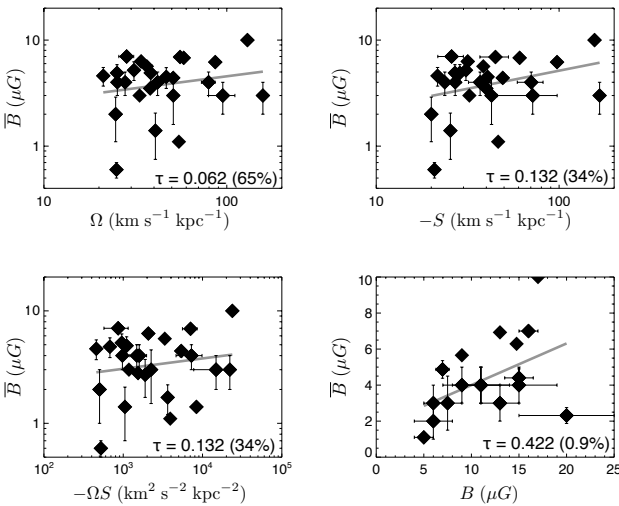 10
1
B̅ (μG)
τ = 0.062 (65%)
10 100
Ω (km s⁻¹ kpc⁻¹)
10
1
B̅ (μG)
τ = 0.132 (34%)
10 100
−S (km s⁻¹ kpc⁻¹)
10
1
B̅ (μG)
τ = 0.132 (34%)
10² 10³ 10⁴ 10⁵
−ΩS (km² s⁻² kpc⁻²)
10
8
6
4
2
0
B̅ (μG)
τ = 0.422 (0.9%)
0 5 10 15 20 25
B (μG)